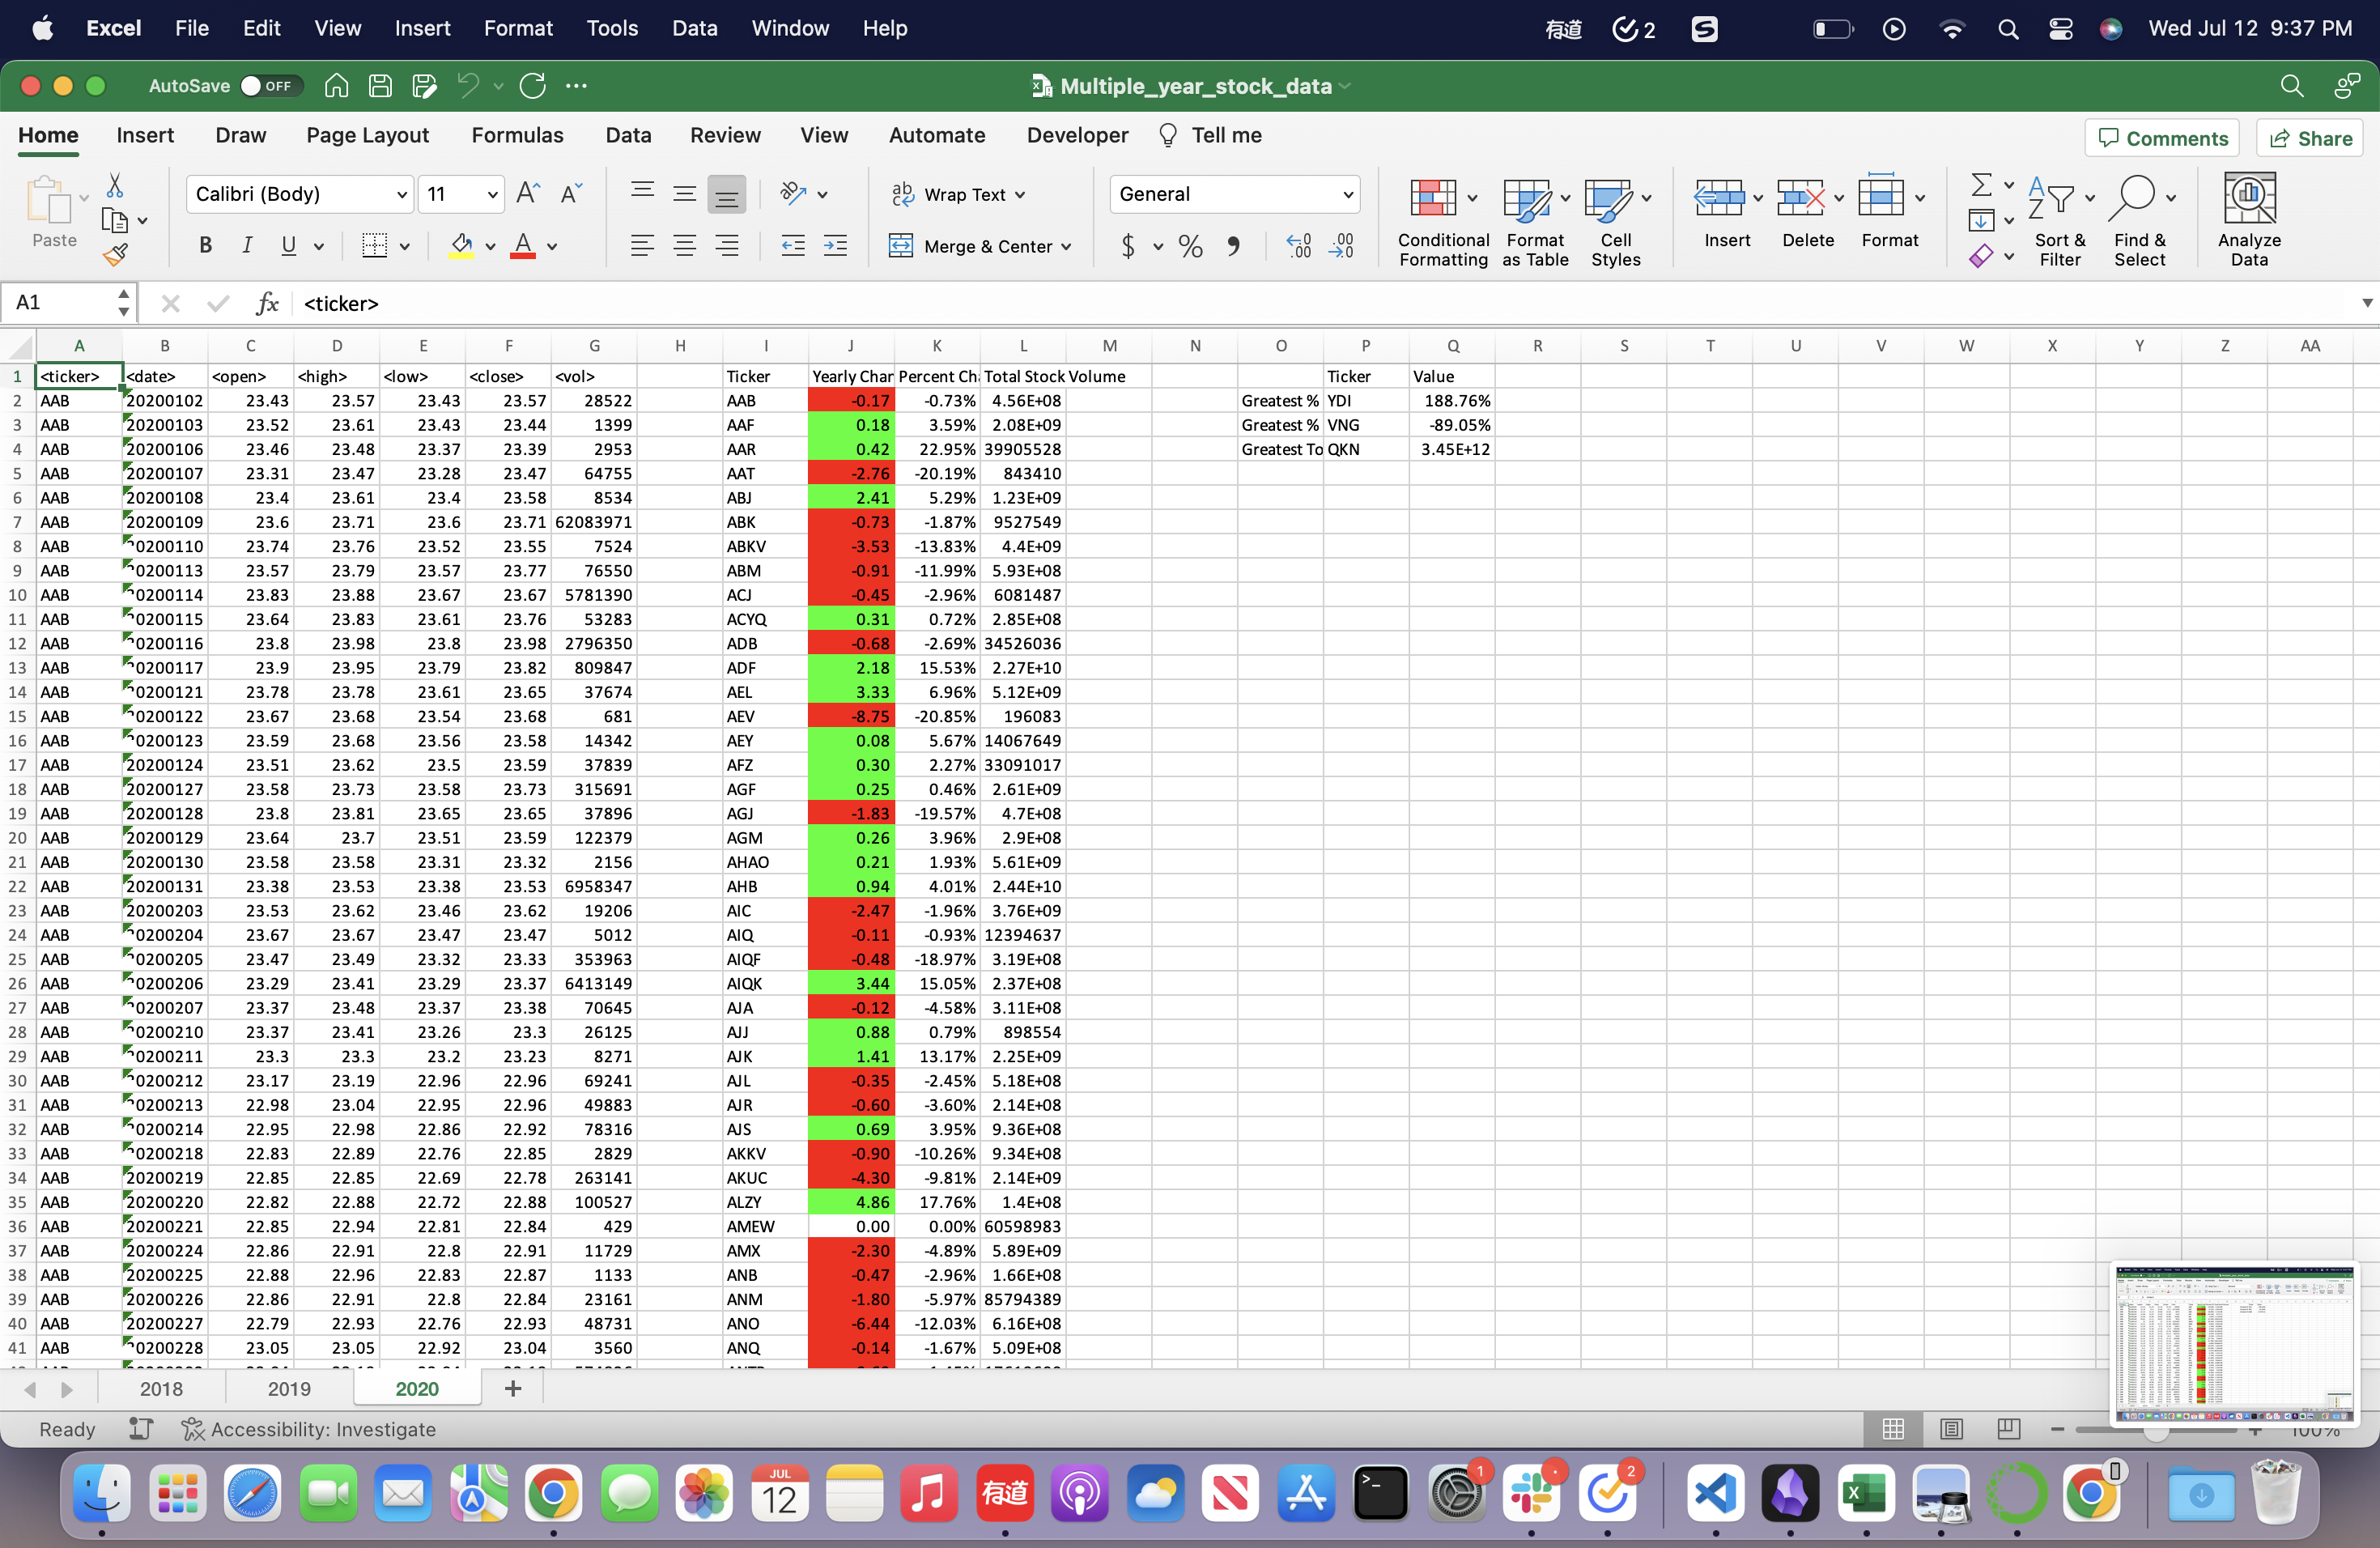 Excel File Edit View Insert Format Tools Data Window Help 有道 2 Wed Jul 12 9:37 PM
AutoSave OFF Multiple_year_stock_data
Home Insert Draw Page Layout Formulas Data Review View Automate Developer Tell me Comments Share
Paste Calibri (Body) 11 Wrap Text Merge & Center General Conditional Formatting Format as Table Cell Styles Insert Delete Format Sort & Filter Find & Select Analyze Data
A1 fx <ticker>
A B C D E F G H I J K L M N O P Q R S T U V W X Y Z AA
1 <ticker> <date> <open> <high> <low> <close> <vol> Ticker Yearly Char Percent Ch Total Stock Volume Ticker Value
2 AAB 20200102 23.43 23.57 23.43 23.57 28522 AAB -0.17 -0.73% 4.56E+08 Greatest % YDI 188.76%
3 AAB 20200103 23.52 23.61 23.43 23.44 1399 AAF 0.18 3.59% 2.08E+09 Greatest % VNG -89.05%
4 AAB 20200106 23.46 23.48 23.37 23.39 2953 AAR 0.42 22.95% 39905528 Greatest To QKN 3.45E+12
5 AAB 20200107 23.31 23.47 23.28 23.47 64755 AAT -2.76 -20.19% 843410
6 AAB 20200108 23.4 23.61 23.4 23.58 8534 ABJ 2.41 5.29% 1.23E+09
7 AAB 20200109 23.6 23.71 23.6 23.71 62083971 ABK -0.73 -1.87% 9527549
8 AAB 20200110 23.74 23.76 23.52 23.55 7524 ABKV -3.53 -13.83% 4.4E+09
9 AAB 20200113 23.57 23.79 23.57 23.77 76550 ABM -0.91 -11.99% 5.93E+08
10 AAB 20200114 23.83 23.88 23.67 23.67 5781390 ACJ -0.45 -2.96% 6081487
11 AAB 20200115 23.64 23.83 23.61 23.76 53283 ACYQ 0.31 0.72% 2.85E+08
12 AAB 20200116 23.8 23.98 23.8 23.98 2796350 ADB -0.68 -2.69% 34526036
13 AAB 20200117 23.9 23.95 23.79 23.82 809847 ADF 2.18 15.53% 2.27E+10
14 AAB 20200121 23.78 23.78 23.61 23.65 37674 AEL 3.33 6.96% 5.12E+09
15 AAB 20200122 23.67 23.68 23.54 23.68 681 AEV -8.75 -20.85% 196083
16 AAB 20200123 23.59 23.68 23.56 23.58 14342 AEY 0.08 5.67% 14067649
17 AAB 20200124 23.51 23.62 23.5 23.59 37839 AFZ 0.30 2.27% 33091017
18 AAB 20200127 23.58 23.73 23.58 23.73 315691 AGF 0.25 0.46% 2.61E+09
19 AAB 20200128 23.8 23.81 23.65 23.65 37896 AGJ -1.83 -19.57% 4.7E+08
20 AAB 20200129 23.64 23.7 23.51 23.59 122379 AGM 0.26 3.96% 2.9E+08
21 AAB 20200130 23.58 23.58 23.31 23.32 2156 AHAO 0.21 1.93% 5.61E+09
22 AAB 20200131 23.38 23.53 23.38 23.53 6958347 AHB 0.94 4.01% 2.44E+10
23 AAB 20200203 23.53 23.62 23.46 23.62 19206 AIC -2.47 -1.96% 3.76E+09
24 AAB 20200204 23.67 23.67 23.47 23.47 5012 AIQ -0.11 -0.93% 12394637
25 AAB 20200205 23.47 23.49 23.32 23.33 353963 AIQF -0.48 -18.97% 3.19E+08
26 AAB 20200206 23.29 23.41 23.29 23.37 6413149 AIQK 3.44 15.05% 2.37E+08
27 AAB 20200207 23.37 23.48 23.37 23.38 70645 AJA -0.12 -4.58% 3.11E+08
28 AAB 20200210 23.37 23.41 23.26 23.3 26125 AJJ 0.88 0.79% 898554
29 AAB 20200211 23.3 23.3 23.2 23.23 8271 AJK 1.41 13.17% 2.25E+09
30 AAB 20200212 23.17 23.19 22.96 22.96 69241 AJL -0.35 -2.45% 5.18E+08
31 AAB 20200213 22.98 23.04 22.95 22.96 49883 AJR -0.60 -3.60% 2.14E+08
32 AAB 20200214 22.95 22.98 22.86 22.92 78316 AJS 0.69 3.95% 9.36E+08
33 AAB 20200218 22.83 22.89 22.76 22.85 2829 AKKV -0.90 -10.26% 9.34E+08
34 AAB 20200219 22.85 22.85 22.69 22.78 263141 AKUC -4.30 -9.81% 2.14E+09
35 AAB 20200220 22.82 22.88 22.72 22.88 100527 ALZY 4.86 17.76% 1.4E+08
36 AAB 20200221 22.85 22.94 22.81 22.84 429 AMEW 0.00 0.00% 60598983
37 AAB 20200224 22.86 22.91 22.8 22.91 11729 AMX -2.30 -4.89% 5.89E+09
38 AAB 20200225 22.88 22.96 22.83 22.87 1133 ANB -0.47 -2.96% 1.66E+08
39 AAB 20200226 22.86 22.91 22.8 22.84 23161 ANM -1.80 -5.97% 85794389
40 AAB 20200227 22.79 22.93 22.76 22.93 48731 ANO -6.44 -12.03% 6.16E+08
41 AAB 20200228 23.05 23.05 22.92 23.04 3560 ANQ -0.14 -1.67% 5.09E+08
2018 2019 2020 +
Ready Accessibility: Investigate 100%
JUL 12 有道 1 2